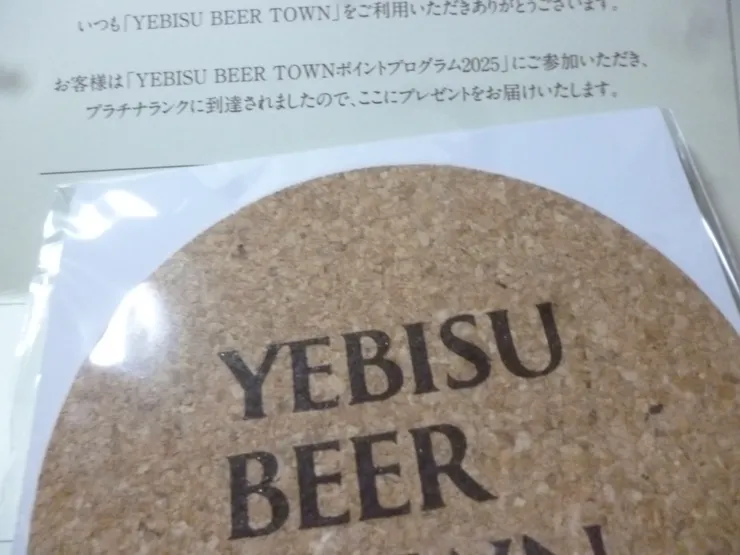 いつも「YEBISU BEER TOWN」をご利用いただきありがとうございます。
お客様は「YEBISU BEER TOWNポイントプログラム2025」にご参加いただき、
プラチナランクに到達されましたので、ここにプレゼントをお届けいたします。
YEBISU
BEER
TOWN